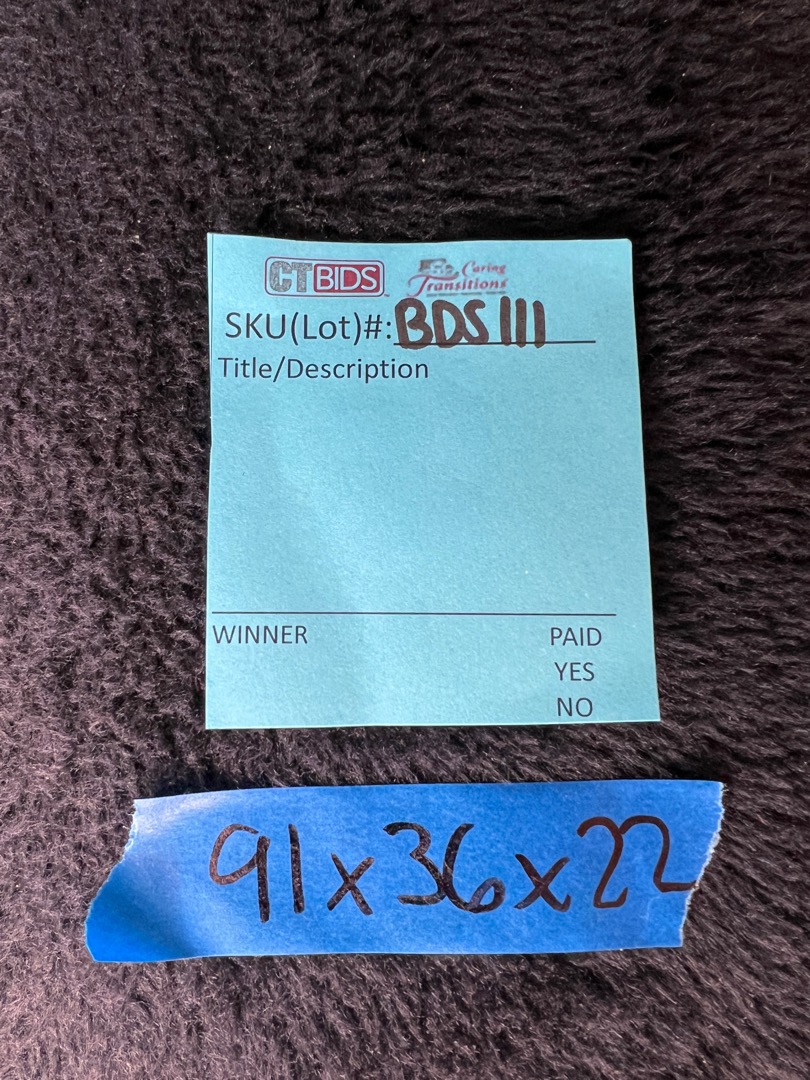 CTBIDS Caring Transitions
SKU(Lot)#: BDS111
Title/Description
WINNER PAID
YES
NO
91x36x22